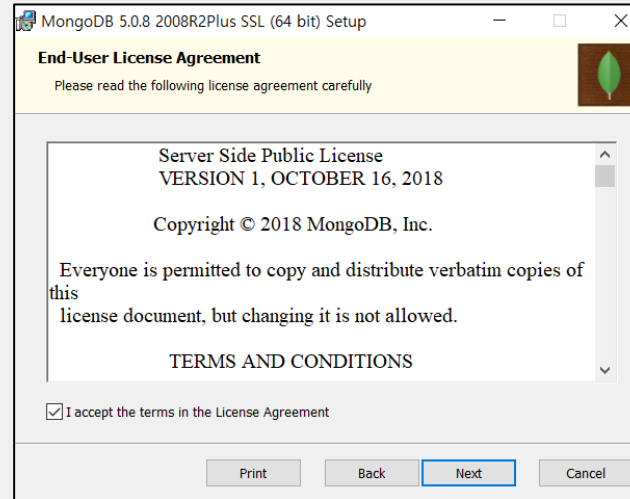 MongoDB 5.0.8 2008R2Plus SSL (64 bit) Setup
End-User License Agreement
Please read the following license agreement carefully
Server Side Public License
VERSION 1, OCTOBER 16, 2018
Copyright © 2018 MongoDB, Inc.
Everyone is permitted to copy and distribute verbatim copies of
this
license document, but changing it is not allowed.
TERMS AND CONDITIONS
I accept the terms in the License Agreement
Print Back Next Cancel